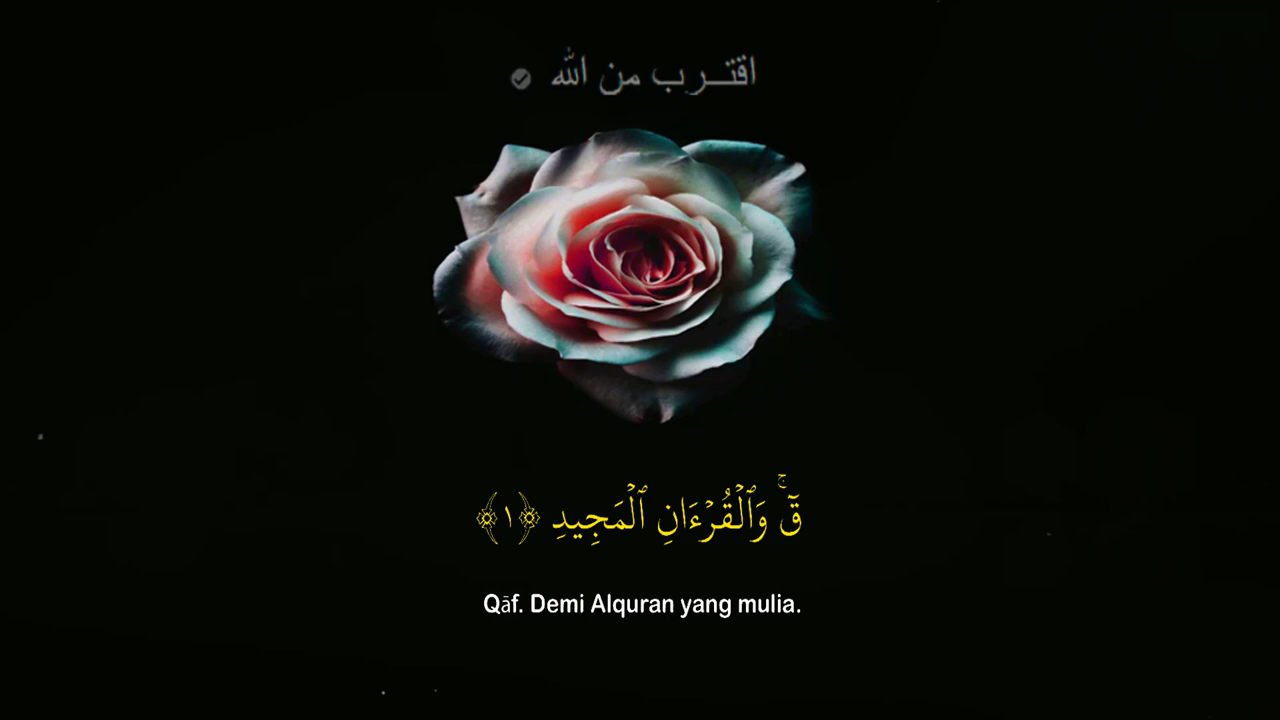 اقتـــرب من الله
قٓۚ وَٱلۡقُرۡءَانِ ٱلۡمَجِيدِ ﴿١﴾
Qāf. Demi Alquran yang mulia.